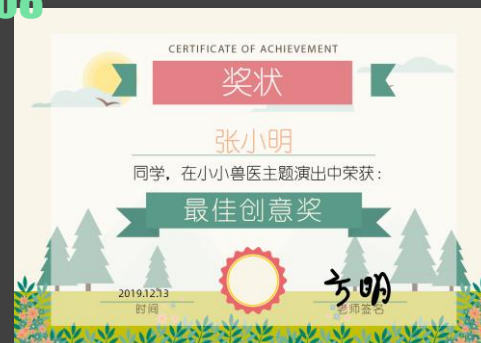 06
CERTIFICATE OF ACHIEVEMENT
奖状
张小明
同学，在小小兽医主题演出中荣获：
最佳创意奖
2019.12.13
时间
方明
老师签名